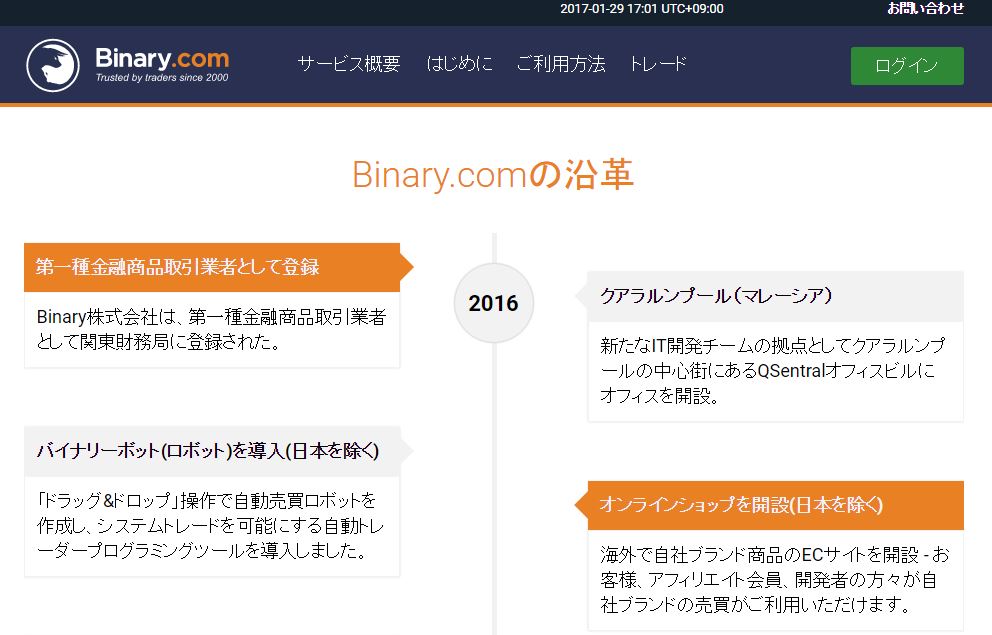 2017-01-29 17:01 UTC+09:00
お問い合わせ
Binary.com
Trusted by traders since 2000
サービス概要 はじめに ご利用方法 トレード
ログイン
Binary.comの沿革
第一種金融商品取引業者として登録
Binary株式会社は、第一種金融商品取引業者
として関東財務局に登録された。
2016
クアラルンプール（マレーシア）
新たなIT開発チームの拠点としてクアラルンプ
ールの中心街にあるQSentralオフィスビルに
オフィスを開設。
バイナリーボット(ロボット)を導入(日本を除く)
「ドラッグ&ドロップ」操作で自動売買ロボットを
作成し、システムトレードを可能にする自動トレ
ーダープログラミングツールを導入しました。
オンラインショップを開設(日本を除く)
海外で自社ブランド商品のECサイトを開設 - お
客様、アフィリエイト会員、開発者の方々が自
社ブランドの売買がご利用いただけます。